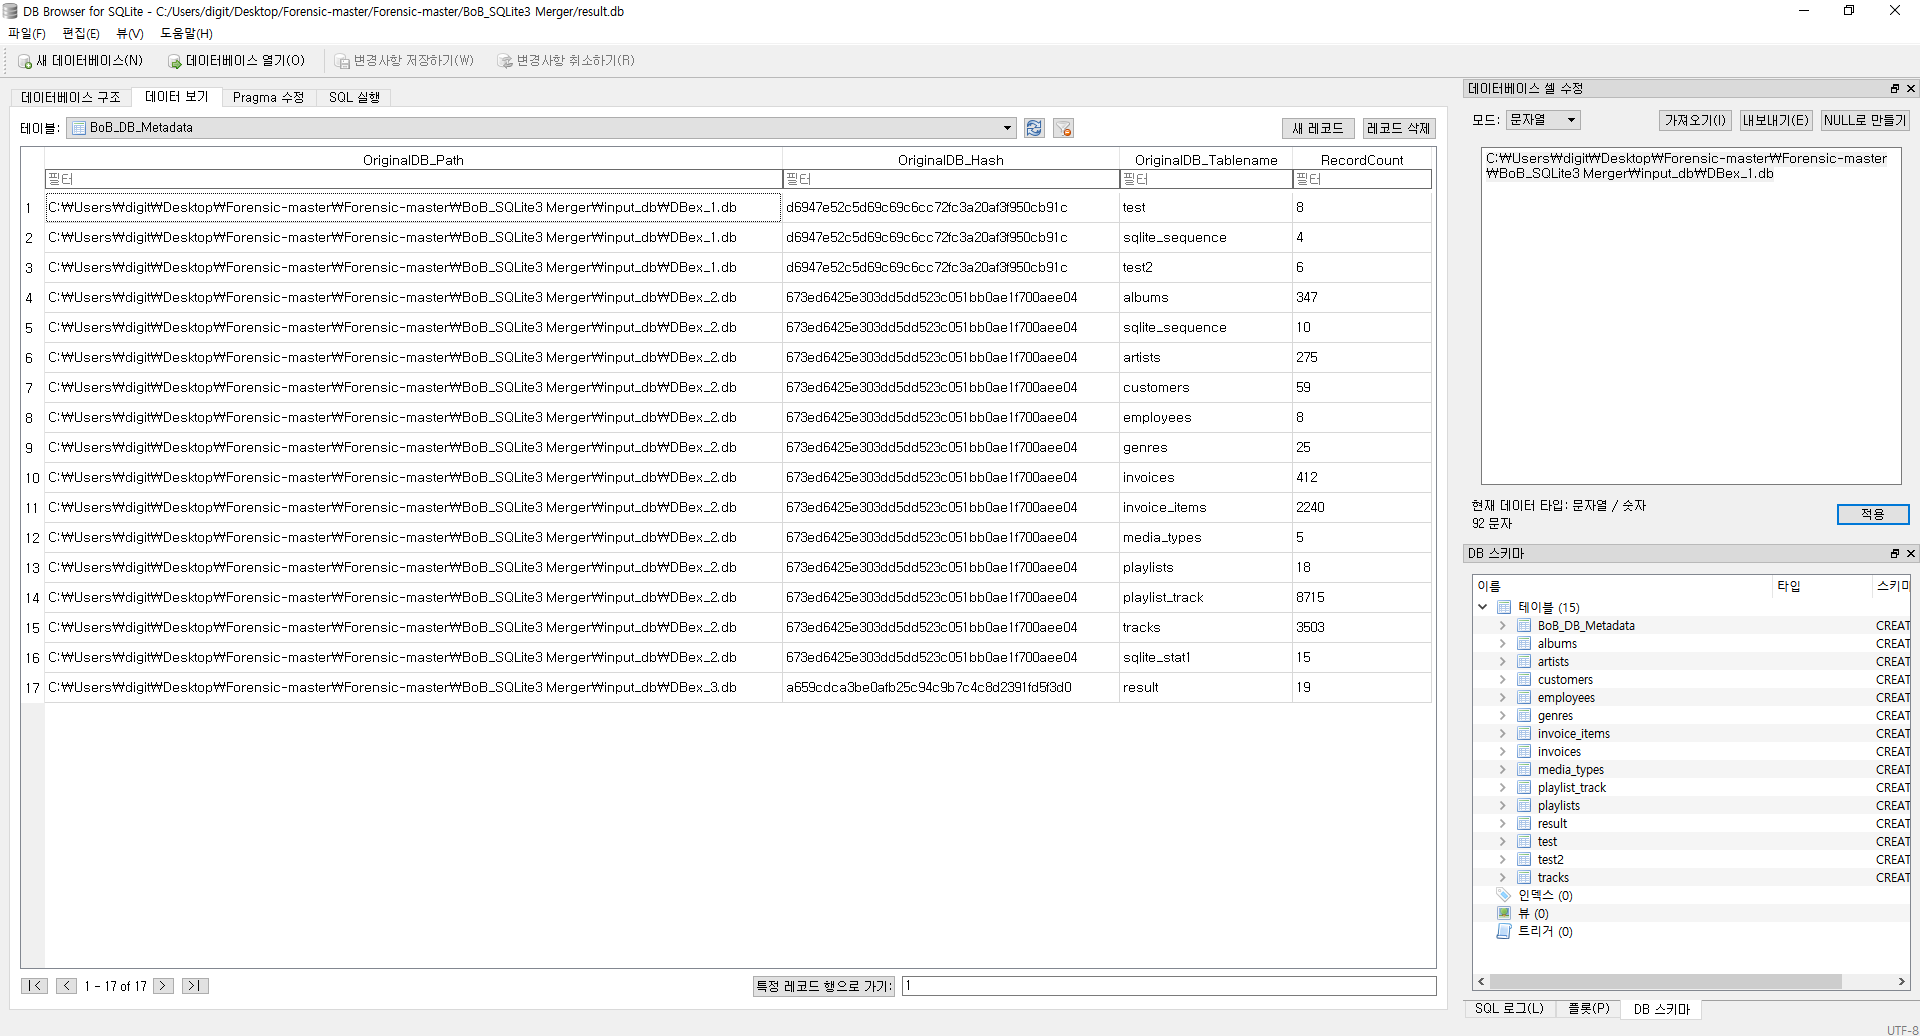 DB Browser for SQLite - C:/Users/digit/Desktop/Forensic-master/Forensic-master/BoB_SQLite3 Merger/result.db
파일(F) 편집(E) 뷰(V) 도움말(H)
새 데이터베이스(N) 데이터베이스 열기(O) 변경사항 저장하기(W) 변경사항 취소하기(R)
데이터베이스 구조 데이터 보기 Pragma 수정 SQL 실행
테이블: BoB_DB_Metadata 새 레코드 레코드 삭제
OriginalDB_Path OriginalDB_Hash OriginalDB_Tablename RecordCount
필터 필터 필터 필터
1 C:₩Users₩digit₩Desktop₩Forensic-master₩Forensic-master₩BoB_SQLite3 Merger₩input_db₩DBex_1.db d6947e52c5d69c69c6cc72fc3a20af3f950cb91c test 8
2 C:₩Users₩digit₩Desktop₩Forensic-master₩Forensic-master₩BoB_SQLite3 Merger₩input_db₩DBex_1.db d6947e52c5d69c69c6cc72fc3a20af3f950cb91c sqlite_sequence 4
3 C:₩Users₩digit₩Desktop₩Forensic-master₩Forensic-master₩BoB_SQLite3 Merger₩input_db₩DBex_1.db d6947e52c5d69c69c6cc72fc3a20af3f950cb91c test2 6
4 C:₩Users₩digit₩Desktop₩Forensic-master₩Forensic-master₩BoB_SQLite3 Merger₩input_db₩DBex_2.db 673ed6425e303dd5dd523c051bb0ae1f700aee04 albums 347
5 C:₩Users₩digit₩Desktop₩Forensic-master₩Forensic-master₩BoB_SQLite3 Merger₩input_db₩DBex_2.db 673ed6425e303dd5dd523c051bb0ae1f700aee04 sqlite_sequence 10
6 C:₩Users₩digit₩Desktop₩Forensic-master₩Forensic-master₩BoB_SQLite3 Merger₩input_db₩DBex_2.db 673ed6425e303dd5dd523c051bb0ae1f700aee04 artists 275
7 C:₩Users₩digit₩Desktop₩Forensic-master₩Forensic-master₩BoB_SQLite3 Merger₩input_db₩DBex_2.db 673ed6425e303dd5dd523c051bb0ae1f700aee04 customers 59
8 C:₩Users₩digit₩Desktop₩Forensic-master₩Forensic-master₩BoB_SQLite3 Merger₩input_db₩DBex_2.db 673ed6425e303dd5dd523c051bb0ae1f700aee04 employees 8
9 C:₩Users₩digit₩Desktop₩Forensic-master₩Forensic-master₩BoB_SQLite3 Merger₩input_db₩DBex_2.db 673ed6425e303dd5dd523c051bb0ae1f700aee04 genres 25
10 C:₩Users₩digit₩Desktop₩Forensic-master₩Forensic-master₩BoB_SQLite3 Merger₩input_db₩DBex_2.db 673ed6425e303dd5dd523c051bb0ae1f700aee04 invoices 412
11 C:₩Users₩digit₩Desktop₩Forensic-master₩Forensic-master₩BoB_SQLite3 Merger₩input_db₩DBex_2.db 673ed6425e303dd5dd523c051bb0ae1f700aee04 invoice_items 2240
12 C:₩Users₩digit₩Desktop₩Forensic-master₩Forensic-master₩BoB_SQLite3 Merger₩input_db₩DBex_2.db 673ed6425e303dd5dd523c051bb0ae1f700aee04 media_types 5
13 C:₩Users₩digit₩Desktop₩Forensic-master₩Forensic-master₩BoB_SQLite3 Merger₩input_db₩DBex_2.db 673ed6425e303dd5dd523c051bb0ae1f700aee04 playlists 18
14 C:₩Users₩digit₩Desktop₩Forensic-master₩Forensic-master₩BoB_SQLite3 Merger₩input_db₩DBex_2.db 673ed6425e303dd5dd523c051bb0ae1f700aee04 playlist_track 8715
15 C:₩Users₩digit₩Desktop₩Forensic-master₩Forensic-master₩BoB_SQLite3 Merger₩input_db₩DBex_2.db 673ed6425e303dd5dd523c051bb0ae1f700aee04 tracks 3503
16 C:₩Users₩digit₩Desktop₩Forensic-master₩Forensic-master₩BoB_SQLite3 Merger₩input_db₩DBex_2.db 673ed6425e303dd5dd523c051bb0ae1f700aee04 sqlite_stat1 15
17 C:₩Users₩digit₩Desktop₩Forensic-master₩Forensic-master₩BoB_SQLite3 Merger₩input_db₩DBex_3.db a659cdca3be0afb25c94c9b7c4c8d2391fd5f3d0 result 19
1 - 17 of 17 특정 레코드 행으로 가기: 1
데이터베이스 셀 수정
모드: 문자열 가져오기(I) 내보내기(E) NULL로 만들기
C:₩Users₩digit₩Desktop₩Forensic-master₩Forensic-master
₩BoB_SQLite3 Merger₩input_db₩DBex_1.db
현재 데이터 타입: 문자열 / 숫자
92 문자
적용
DB 스키마
이름 타입 스키마
테이블 (15)
BoB_DB_Metadata CREAT
albums CREAT
artists CREAT
customers CREAT
employees CREAT
genres CREAT
invoice_items CREAT
invoices CREAT
media_types CREAT
playlist_track CREAT
playlists CREAT
result CREAT
test CREAT
test2 CREAT
tracks CREAT
인덱스 (0)
뷰 (0)
트리거 (0)
SQL 로그(L) 플롯(P) DB 스키마
UTF-8